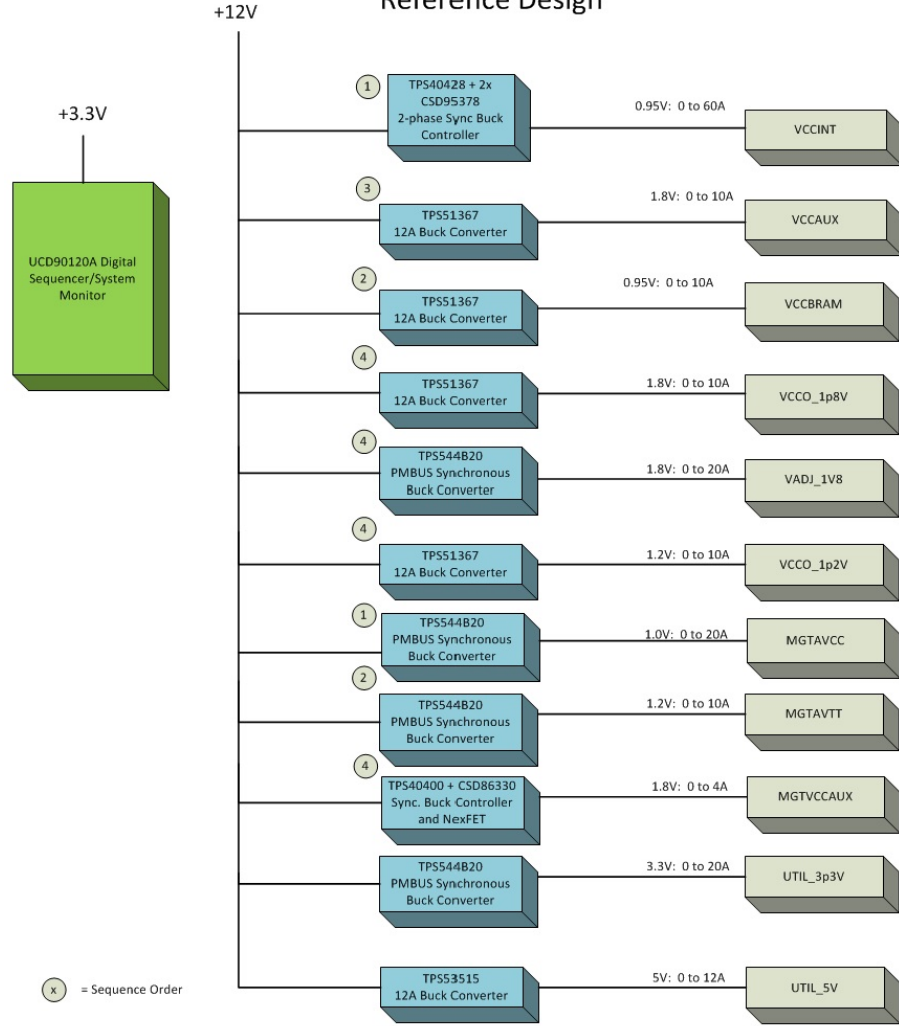 Reference Design
+12V
+3.3V
UCD90120A Digital
Sequencer/System
Monitor
1
TPS40428 + 2x
CSD95378
2-phase Sync Buck
Controller
0.95V: 0 to 60A
VCCINT
3
TPS51367
12A Buck Converter
1.8V: 0 to 10A
VCCAUX
2
TPS51367
12A Buck Converter
0.95V: 0 to 10A
VCCBRAM
4
TPS51367
12A Buck Converter
1.8V: 0 to 10A
VCCO_1p8V
4
TPS544B20
PMBUS Synchronous
Buck Converter
1.8V: 0 to 20A
VADJ_1V8
4
TPS51367
12A Buck Converter
1.2V: 0 to 10A
VCCO_1p2V
1
TPS544B20
PMBUS Synchronous
Buck Converter
1.0V: 0 to 20A
MGTAVCC
2
TPS544B20
PMBUS Synchronous
Buck Converter
1.2V: 0 to 10A
MGTAVTT
4
TPS40400 + CSD86330
Sync. Buck Controller
and NexFET
1.8V: 0 to 4A
MGTVCCAUX
TPS544B20
PMBUS Synchronous
Buck Converter
3.3V: 0 to 20A
UTIL_3p3V
TPS53515
12A Buck Converter
5V: 0 to 12A
UTIL_5V
x = Sequence Order